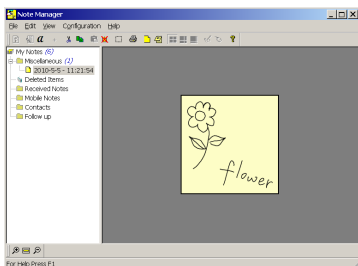 Note Manager
File Edit View Configuration Help
My Notes (6)
Miscellaneous (1)
2010-9-5 - 11:21:54
Deleted Items
Received Notes
Mobile Notes
Contacts
Follow up
flower
For Help Press F1